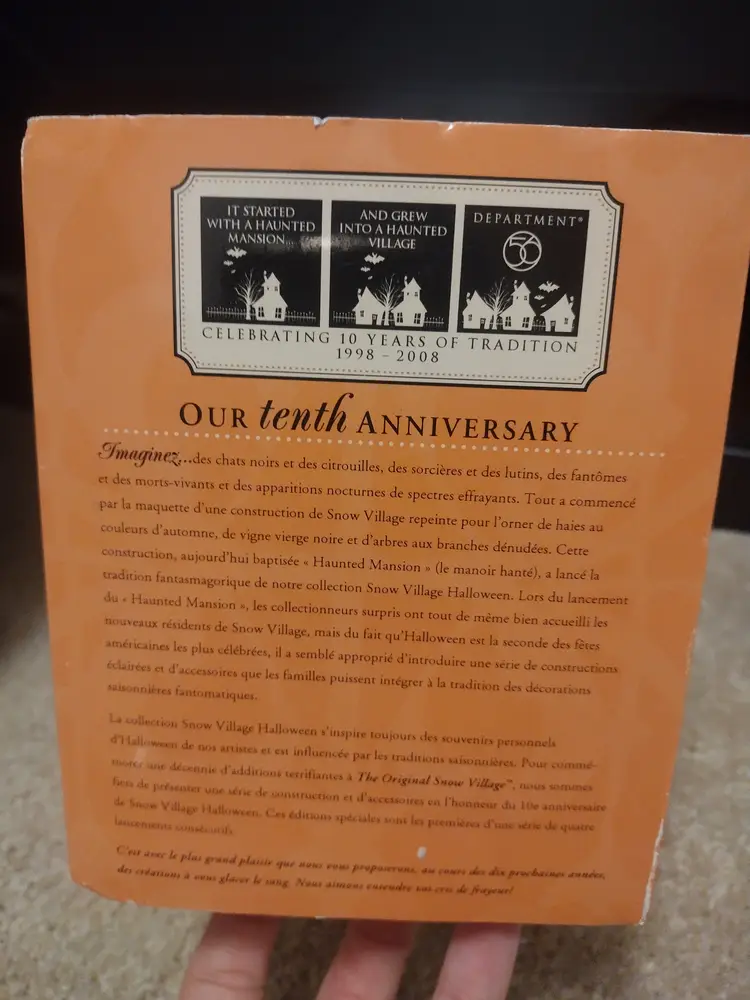 IT STARTED
WITH A HAUNTED
MANSION...
AND GREW
INTO A HAUNTED
VILLAGE
DEPARTMENT®
56
CELEBRATING 10 YEARS OF TRADITION
1998 – 2008
OUR tenth ANNIVERSARY
Imaginez...des chats noirs et des citrouilles, des sorcières et des lutins, des fantômes
et des morts-vivants et des apparitions nocturnes de spectres effrayants. Tout a commencé
par la maquette d'une construction de Snow Village repeinte pour l'orner de haies au
couleurs d'automne, de vigne vierge noire et d'arbres aux branches dénudées. Cette
construction, aujourd'hui baptisée « Haunted Mansion » (le manoir hanté), a lancé la
tradition fantasmagorique de notre collection Snow Village Halloween. Lors du lancement
du « Haunted Mansion », les collectionneurs surpris ont tout de même bien accueilli les
nouveaux résidents de Snow Village, mais du fait qu'Halloween est la seconde des fêtes
américaines les plus célébrées, il a semblé approprié d'introduire une série de constructions
éclairées et d'accessoires que les familles puissent intégrer à la tradition des décorations
saisonnières fantomatiques.
La collection Snow Village Halloween s'inspire toujours des souvenirs personnels
d'Halloween de nos artistes et est influencée par les traditions saisonnières. Pour commé-
morer une décennie d'additions terrifiantes à The Original Snow Village™, nous sommes
fiers de présenter une série de construction et d'accessoires en l'honneur du 10e anniversaire
de Snow Village Halloween. Ces éditions spéciales sont les premières d'une série de quatre
lancements consécutifs.
C'est avec le plus grand plaisir que nous vous proposerons, au cours des dix prochaines années,
des créations à vous glacer le sang. Nous aimons entendre vos cris de frayeur!